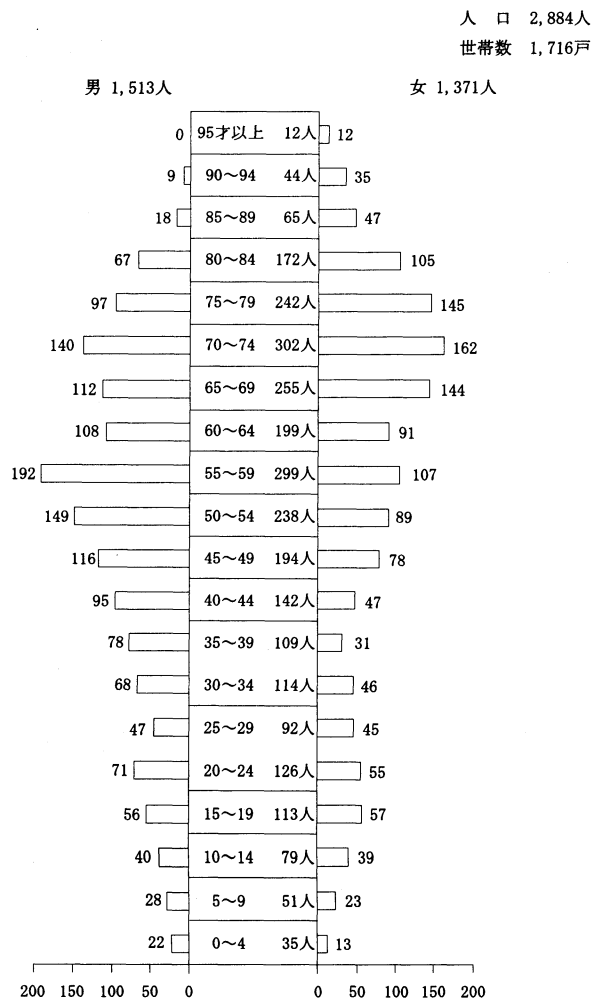 人　口　2,884人
世帯数　1,716戸
男 1,513人　女 1,371人
0　95才以上　12人　12
9　90～94　44人　35
18　85～89　65人　47
67　80～84　172人　105
97　75～79　242人　145
140　70～74　302人　162
112　65～69　255人　144
108　60～64　199人　91
192　55～59　299人　107
149　50～54　238人　89
116　45～49　194人　78
95　40～44　142人　47
78　35～39　109人　31
68　30～34　114人　46
47　25～29　92人　45
71　20～24　126人　55
56　15～19　113人　57
40　10～14　79人　39
28　5～9　51人　23
22　0～4　35人　13
200　150　100　50　0　0　50　100　150　200